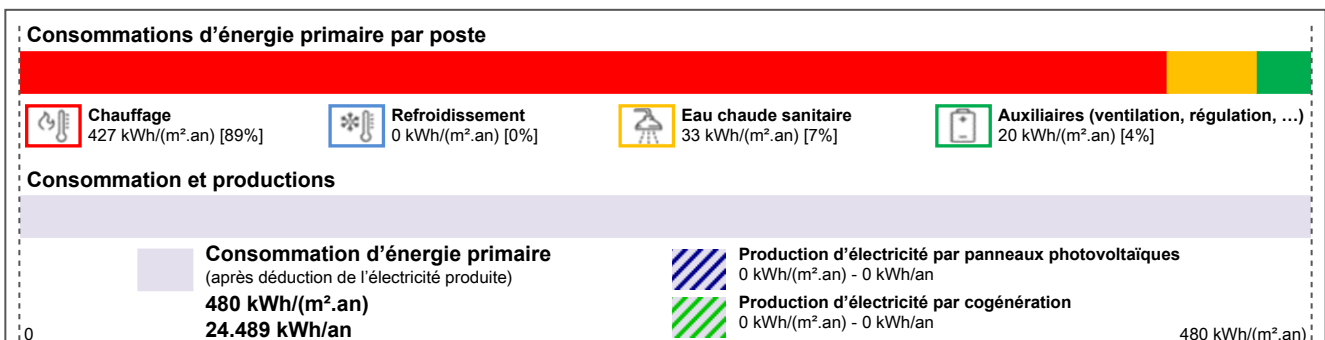 Consommations d'énergie primaire par poste
Chauffage
427 kWh/(m².an) [89%]
Refroidissement
0 kWh/(m².an) [0%]
Eau chaude sanitaire
33 kWh/(m².an) [7%]
Auxiliaires (ventilation, régulation, …)
20 kWh/(m².an) [4%]
Consommation et productions
Consommation d'énergie primaire
(après déduction de l'électricité produite)
480 kWh/(m².an)
24.489 kWh/an
Production d'électricité par panneaux photovoltaïques
0 kWh/(m².an) - 0 kWh/an
Production d'électricité par cogénération
0 kWh/(m².an) - 0 kWh/an
0
480 kWh/(m².an)